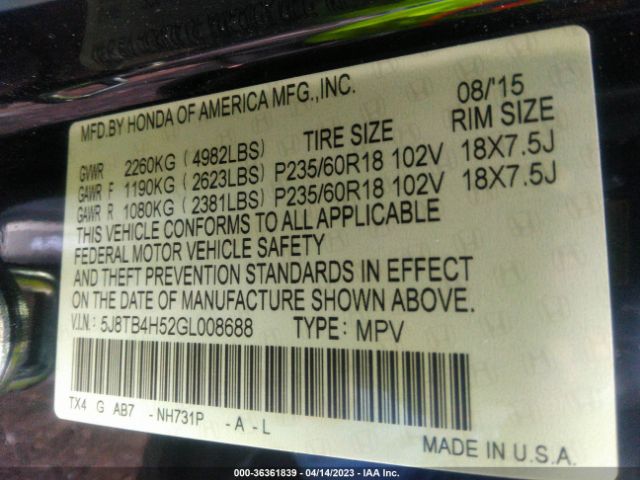 MFD.BY HONDA OF AMERICA MFG.,INC. 08/'15
TIRE SIZE RIM SIZE
GVWR 2260KG (4982LBS)
GAWR F 1190KG (2623LBS) P235/60R18 102V 18X7.5J
GAWR R 1080KG (2381LBS) P235/60R18 102V 18X7.5J
THIS VEHICLE CONFORMS TO ALL APPLICABLE
FEDERAL MOTOR VEHICLE SAFETY
AND THEFT PREVENTION STANDARDS IN EFFECT
ON THE DATE OF MANUFACTURE SHOWN ABOVE.
V.I.N.: 5J8TB4H52GL008688 TYPE: MPV
TX4 G AB7 -NH731P -A-L
MADE IN U.S.A.
000-36361839 - 04/14/2023 - IAA Inc.